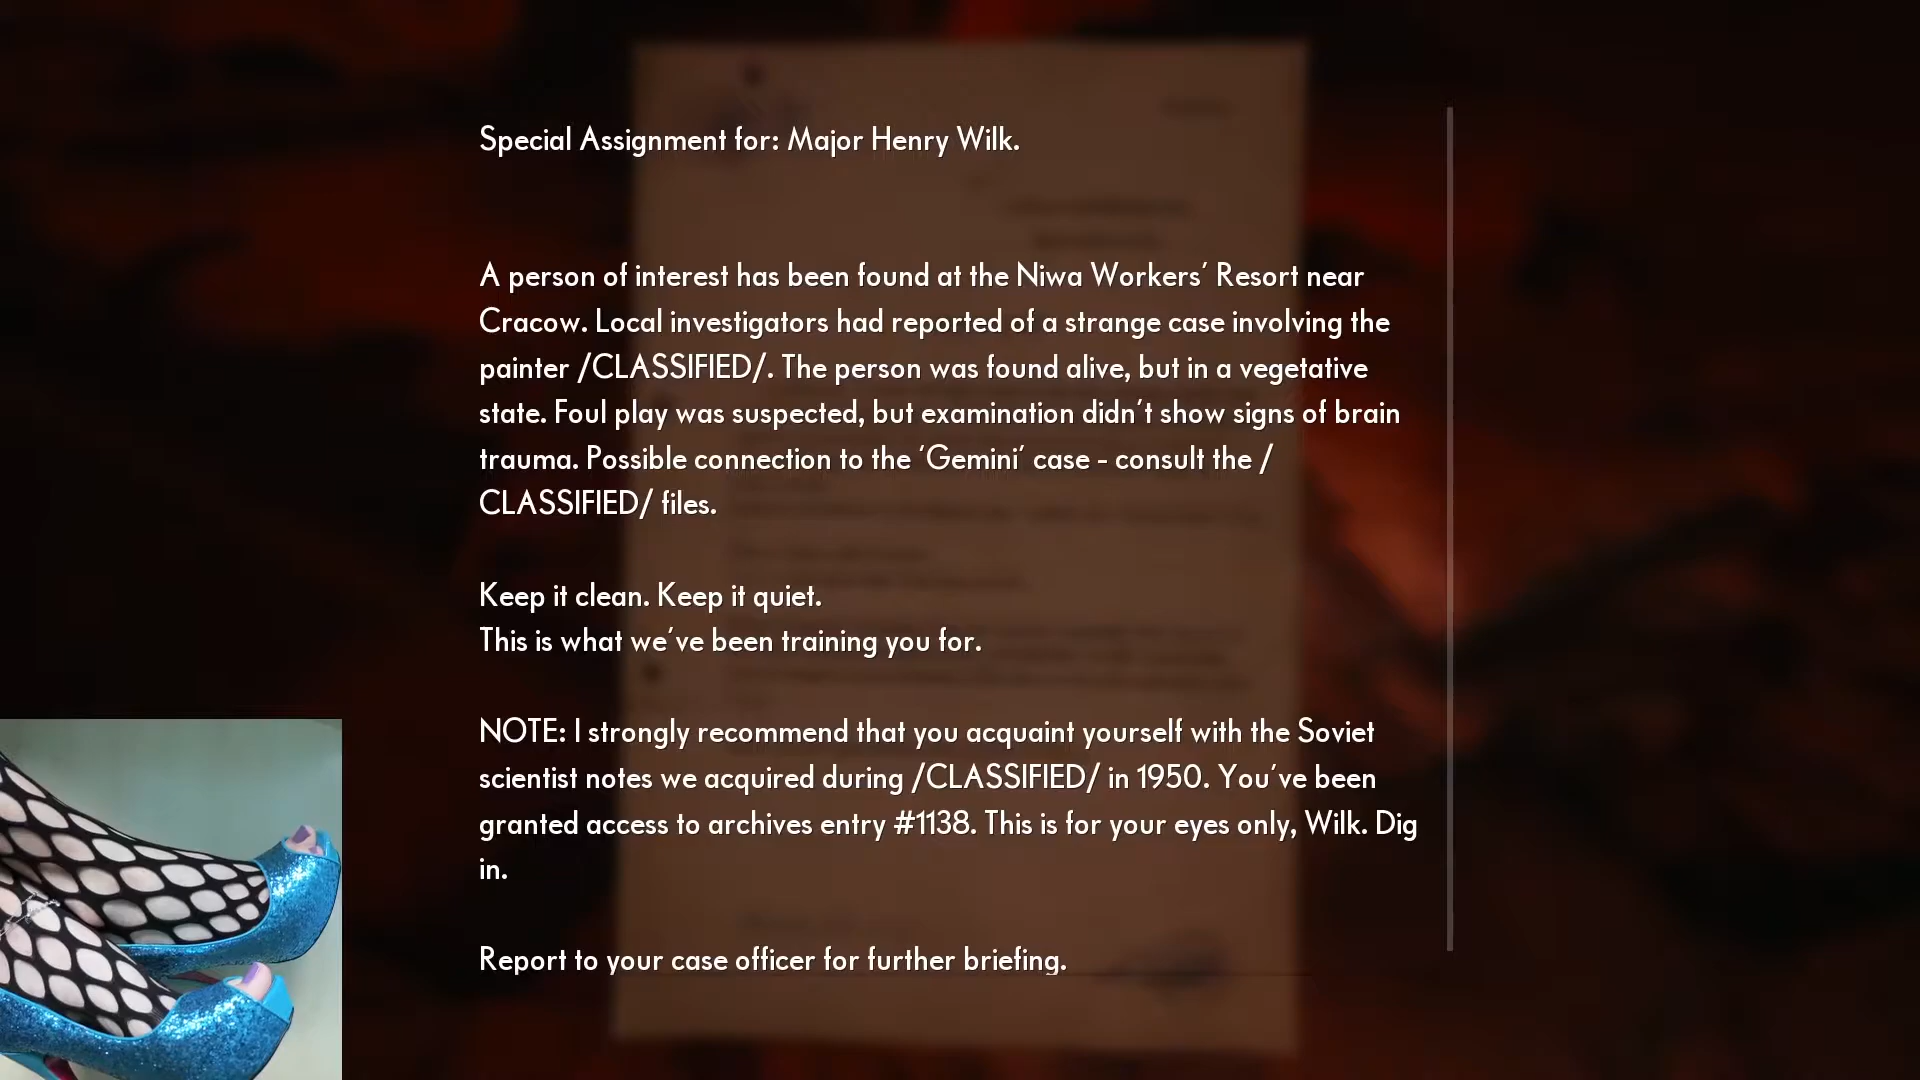 Special Assignment for: Major Henry Wilk.
A person of interest has been found at the Niwa Workers' Resort near
Cracow. Local investigators had reported of a strange case involving the
painter /CLASSIFIED/. The person was found alive, but in a vegetative
state. Foul play was suspected, but examination didn't show signs of brain
trauma. Possible connection to the 'Gemini' case - consult the /
CLASSIFIED/ files.
Keep it clean. Keep it quiet.
This is what we've been training you for.
NOTE: I strongly recommend that you acquaint yourself with the Soviet
scientist notes we acquired during /CLASSIFIED/ in 1950. You've been
granted access to archives entry #1138. This is for your eyes only, Wilk. Dig
in.
Report to your case officer for further briefing.